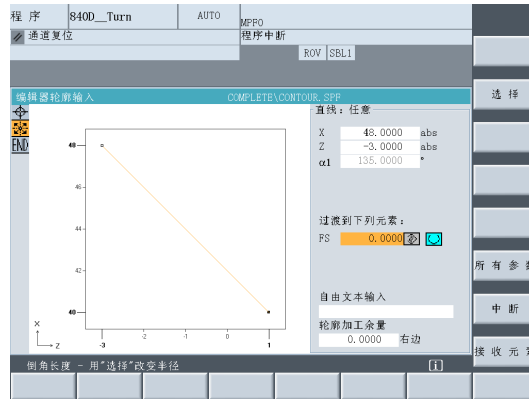 程 序 840D__Turn AUTO MPF0
通道复位 程序中断
ROV SBL1
编辑器轮廓输入 COMPLETE\CONTOUR.SPF
选 择
直线: 任意
X 48.0000 abs
Z -3.0000 abs
α1 135.0000 °
END
48
46
44
42
40
X
Z
-3 -2 -1 0 1
过渡到下列元素:
FS 0.0000
所 有 参
自由文本输入
中 断
轮廓加工余量
0.0000 右边
接 收 元
倒角长度 - 用"选择"改变半径
[i]